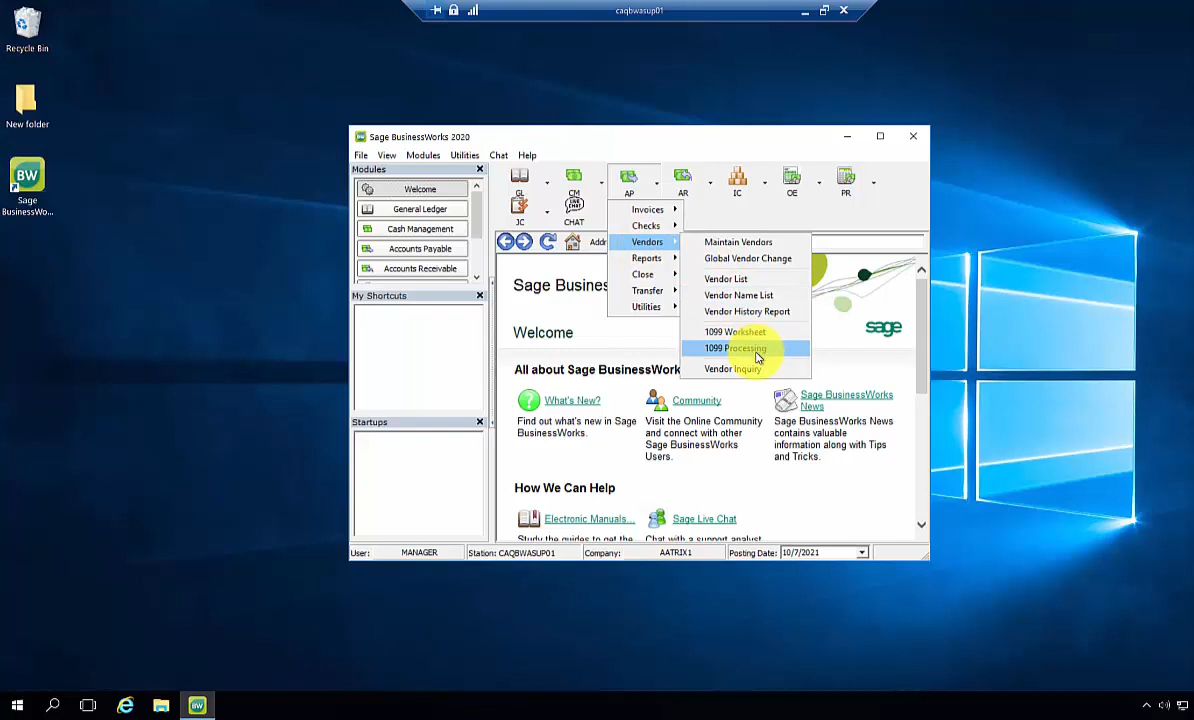 caqbwasup01
Recycle Bin
New folder
BW
Sage
BusinessWo...
Sage BusinessWorks 2020
File View Modules Utilities Chat Help
Modules
Welcome
General Ledger
Cash Management
Accounts Payable
Accounts Receivable
My Shortcuts
Startups
GL CM AP AR IC OE PR
JC CHAT
Invoices
Checks
Vendors
Reports
Close
Transfer
Utilities
Maintain Vendors
Global Vendor Change
Vendor List
Vendor Name List
Vendor History Report
1099 Worksheet
1099 Processing
Vendor Inquiry
Addr
Sage Busines
sage
Welcome
All about Sage BusinessWork
What's New?
Find out what's new in Sage
BusinessWorks.
Community
Visit the Online Community
and connect with other
Sage BusinessWorks
Users.
Sage BusinessWorks
News
Sage BusinessWorks News
contains valuable
information along with Tips
and Tricks.
How We Can Help
Electronic Manuals...
Study the guides to get the
Sage Live Chat
Chat with a support analyst
User: MANAGER Station: CAQBWASUP01 Company: AATRIX1 Posting Date: 10/7/2021
BW